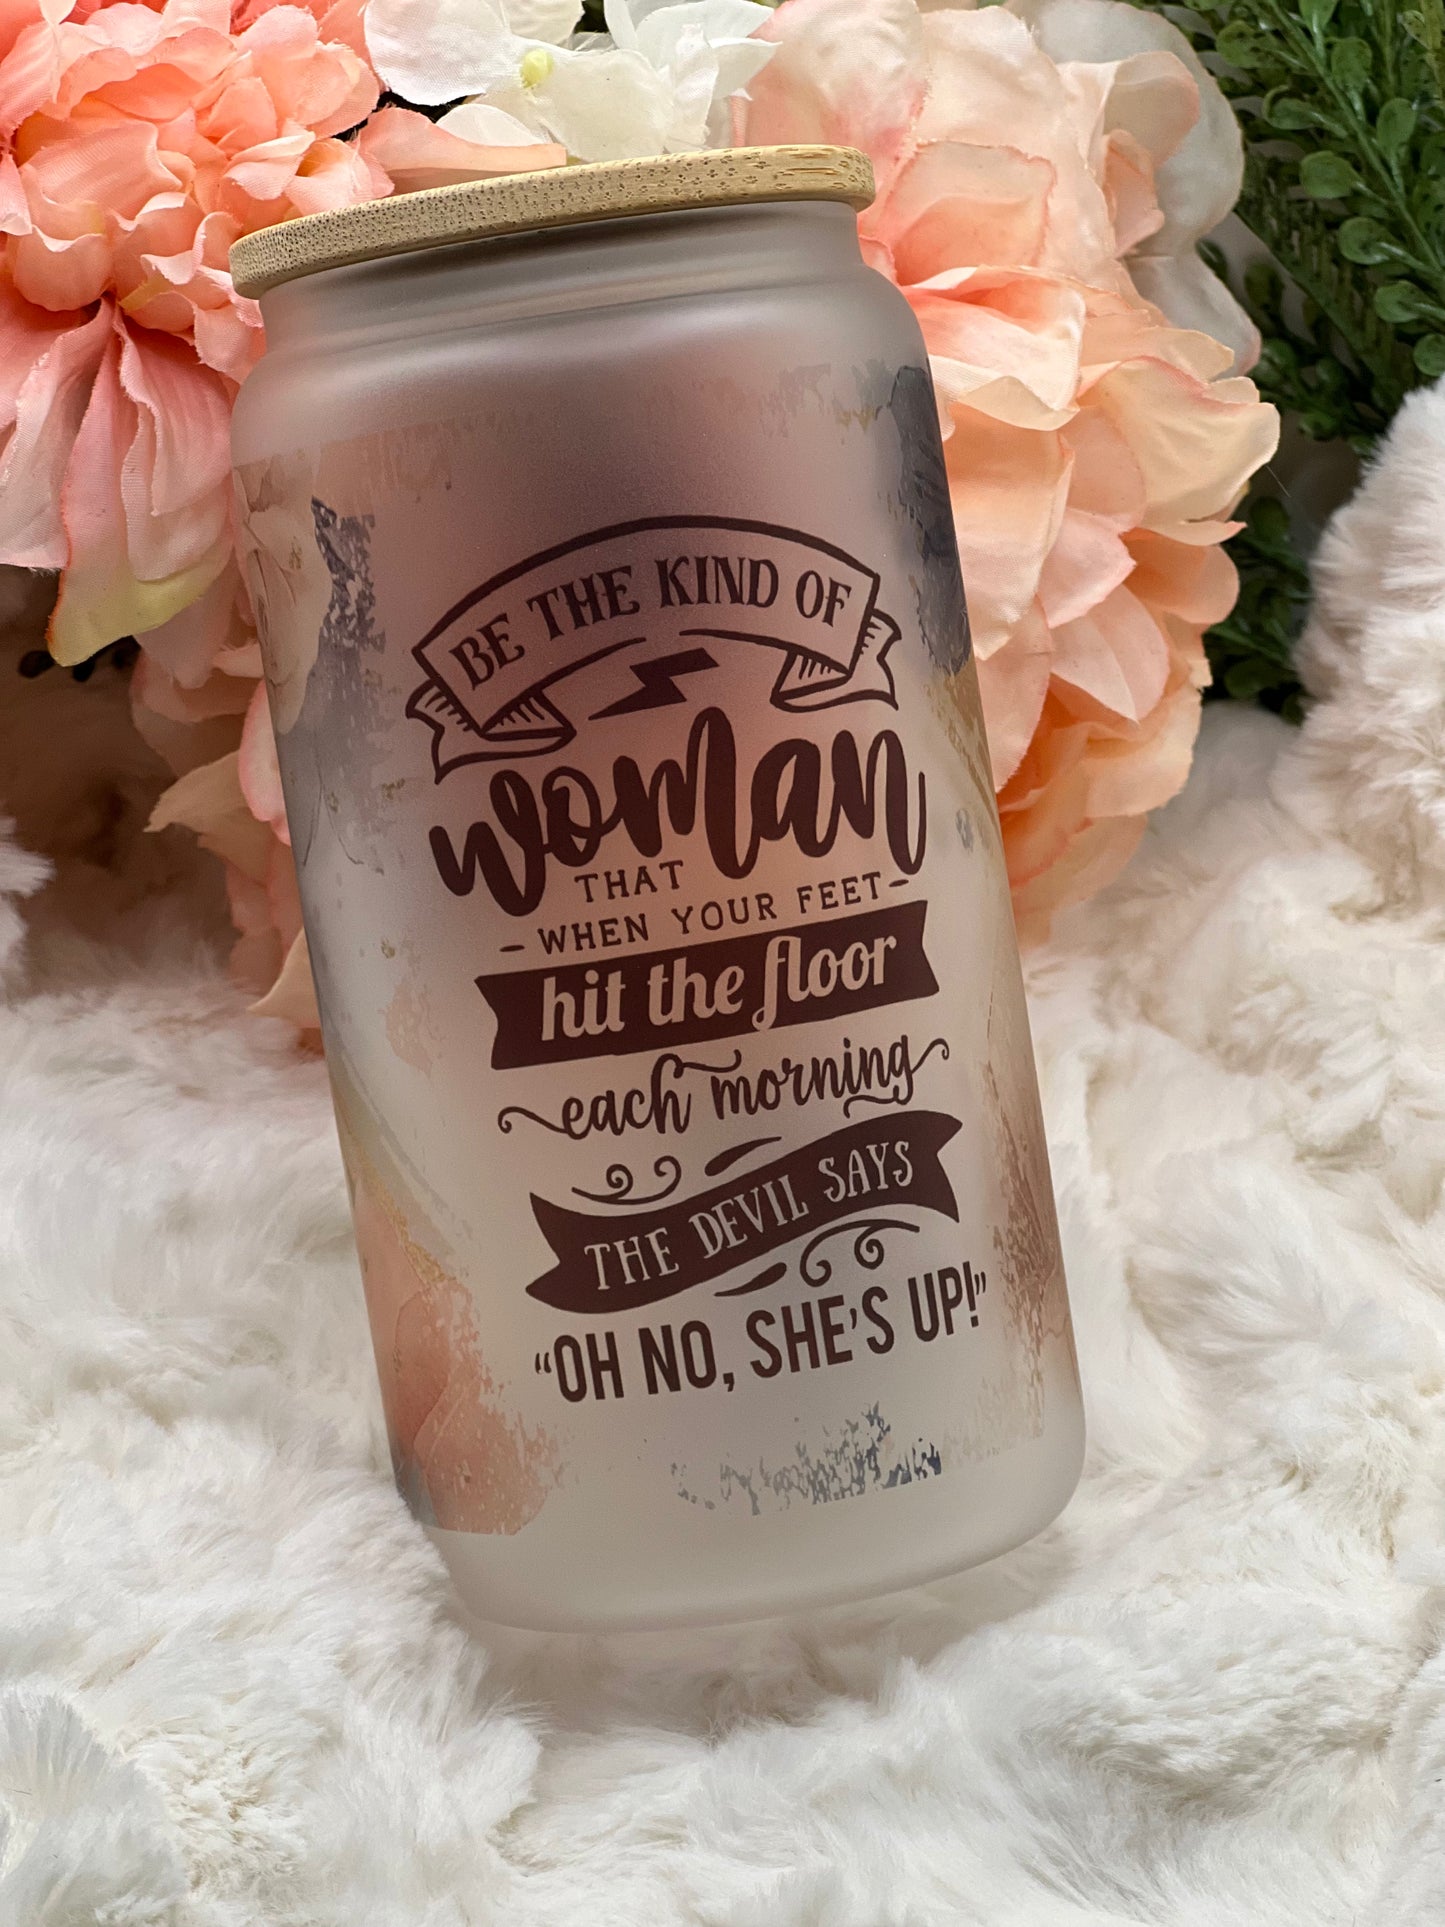 BE THE KIND OF
woman
THAT
- WHEN YOUR FEET -
hit the floor
each morning
THE DEVIL SAYS
“OH NO, SHE’S UP!”